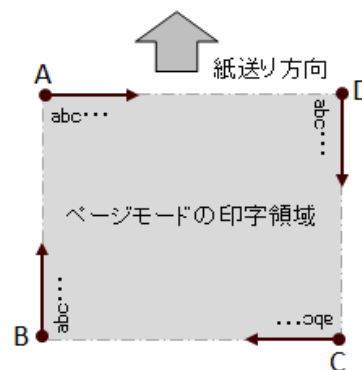 紙送り方向
A
D
abc・・・
abc・・・
ページモードの印字領域
abc・・・
abc・・・
B
C